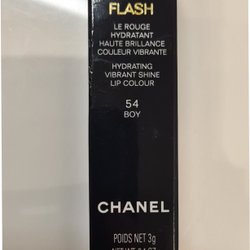 FLASH
LE ROUGE
HYDRATANT
HAUTE BRILLANCE
COULEUR VIBRANTE
HYDRATING
VIBRANT SHINE
LIP COLOUR
54
BOY
CHANEL
POIDS NET 3g